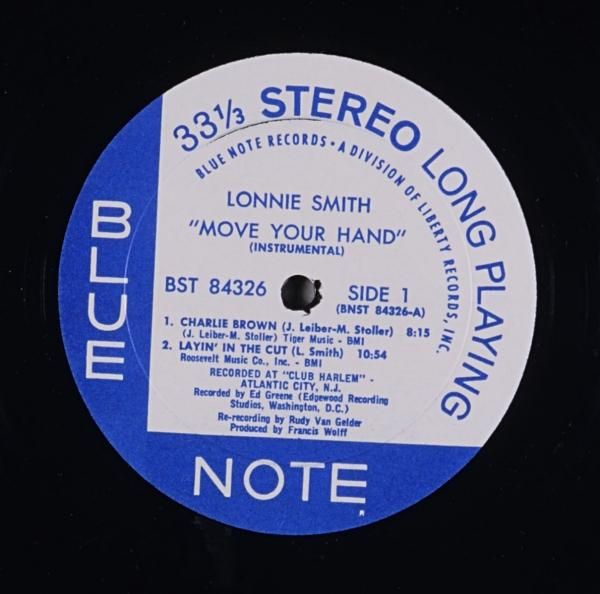 33⅓ STEREO LONG PLAYING
BLUE NOTE RECORDS • A DIVISION OF LIBERTY RECORDS, INC.
LONNIE SMITH
"MOVE YOUR HAND"
(INSTRUMENTAL)
BST 84326
SIDE 1
(BNST 84326-A)
1. CHARLIE BROWN (J. Leiber-M. Stoller) 8:15
(J. Leiber-M. Stoller) Tiger Music - BMI
2. LAYIN' IN THE CUT (L. Smith) 10:54
Roosevelt Music Co., Inc. - BMI
RECORDED AT "CLUB HARLEM" -
ATLANTIC CITY, N.J.
Recorded by Ed Greene (Edgewood Recording
Studios, Washington, D.C.)
Re-recording by Rudy Van Gelder
Produced by Francis Wolff
BLUE
NOTE